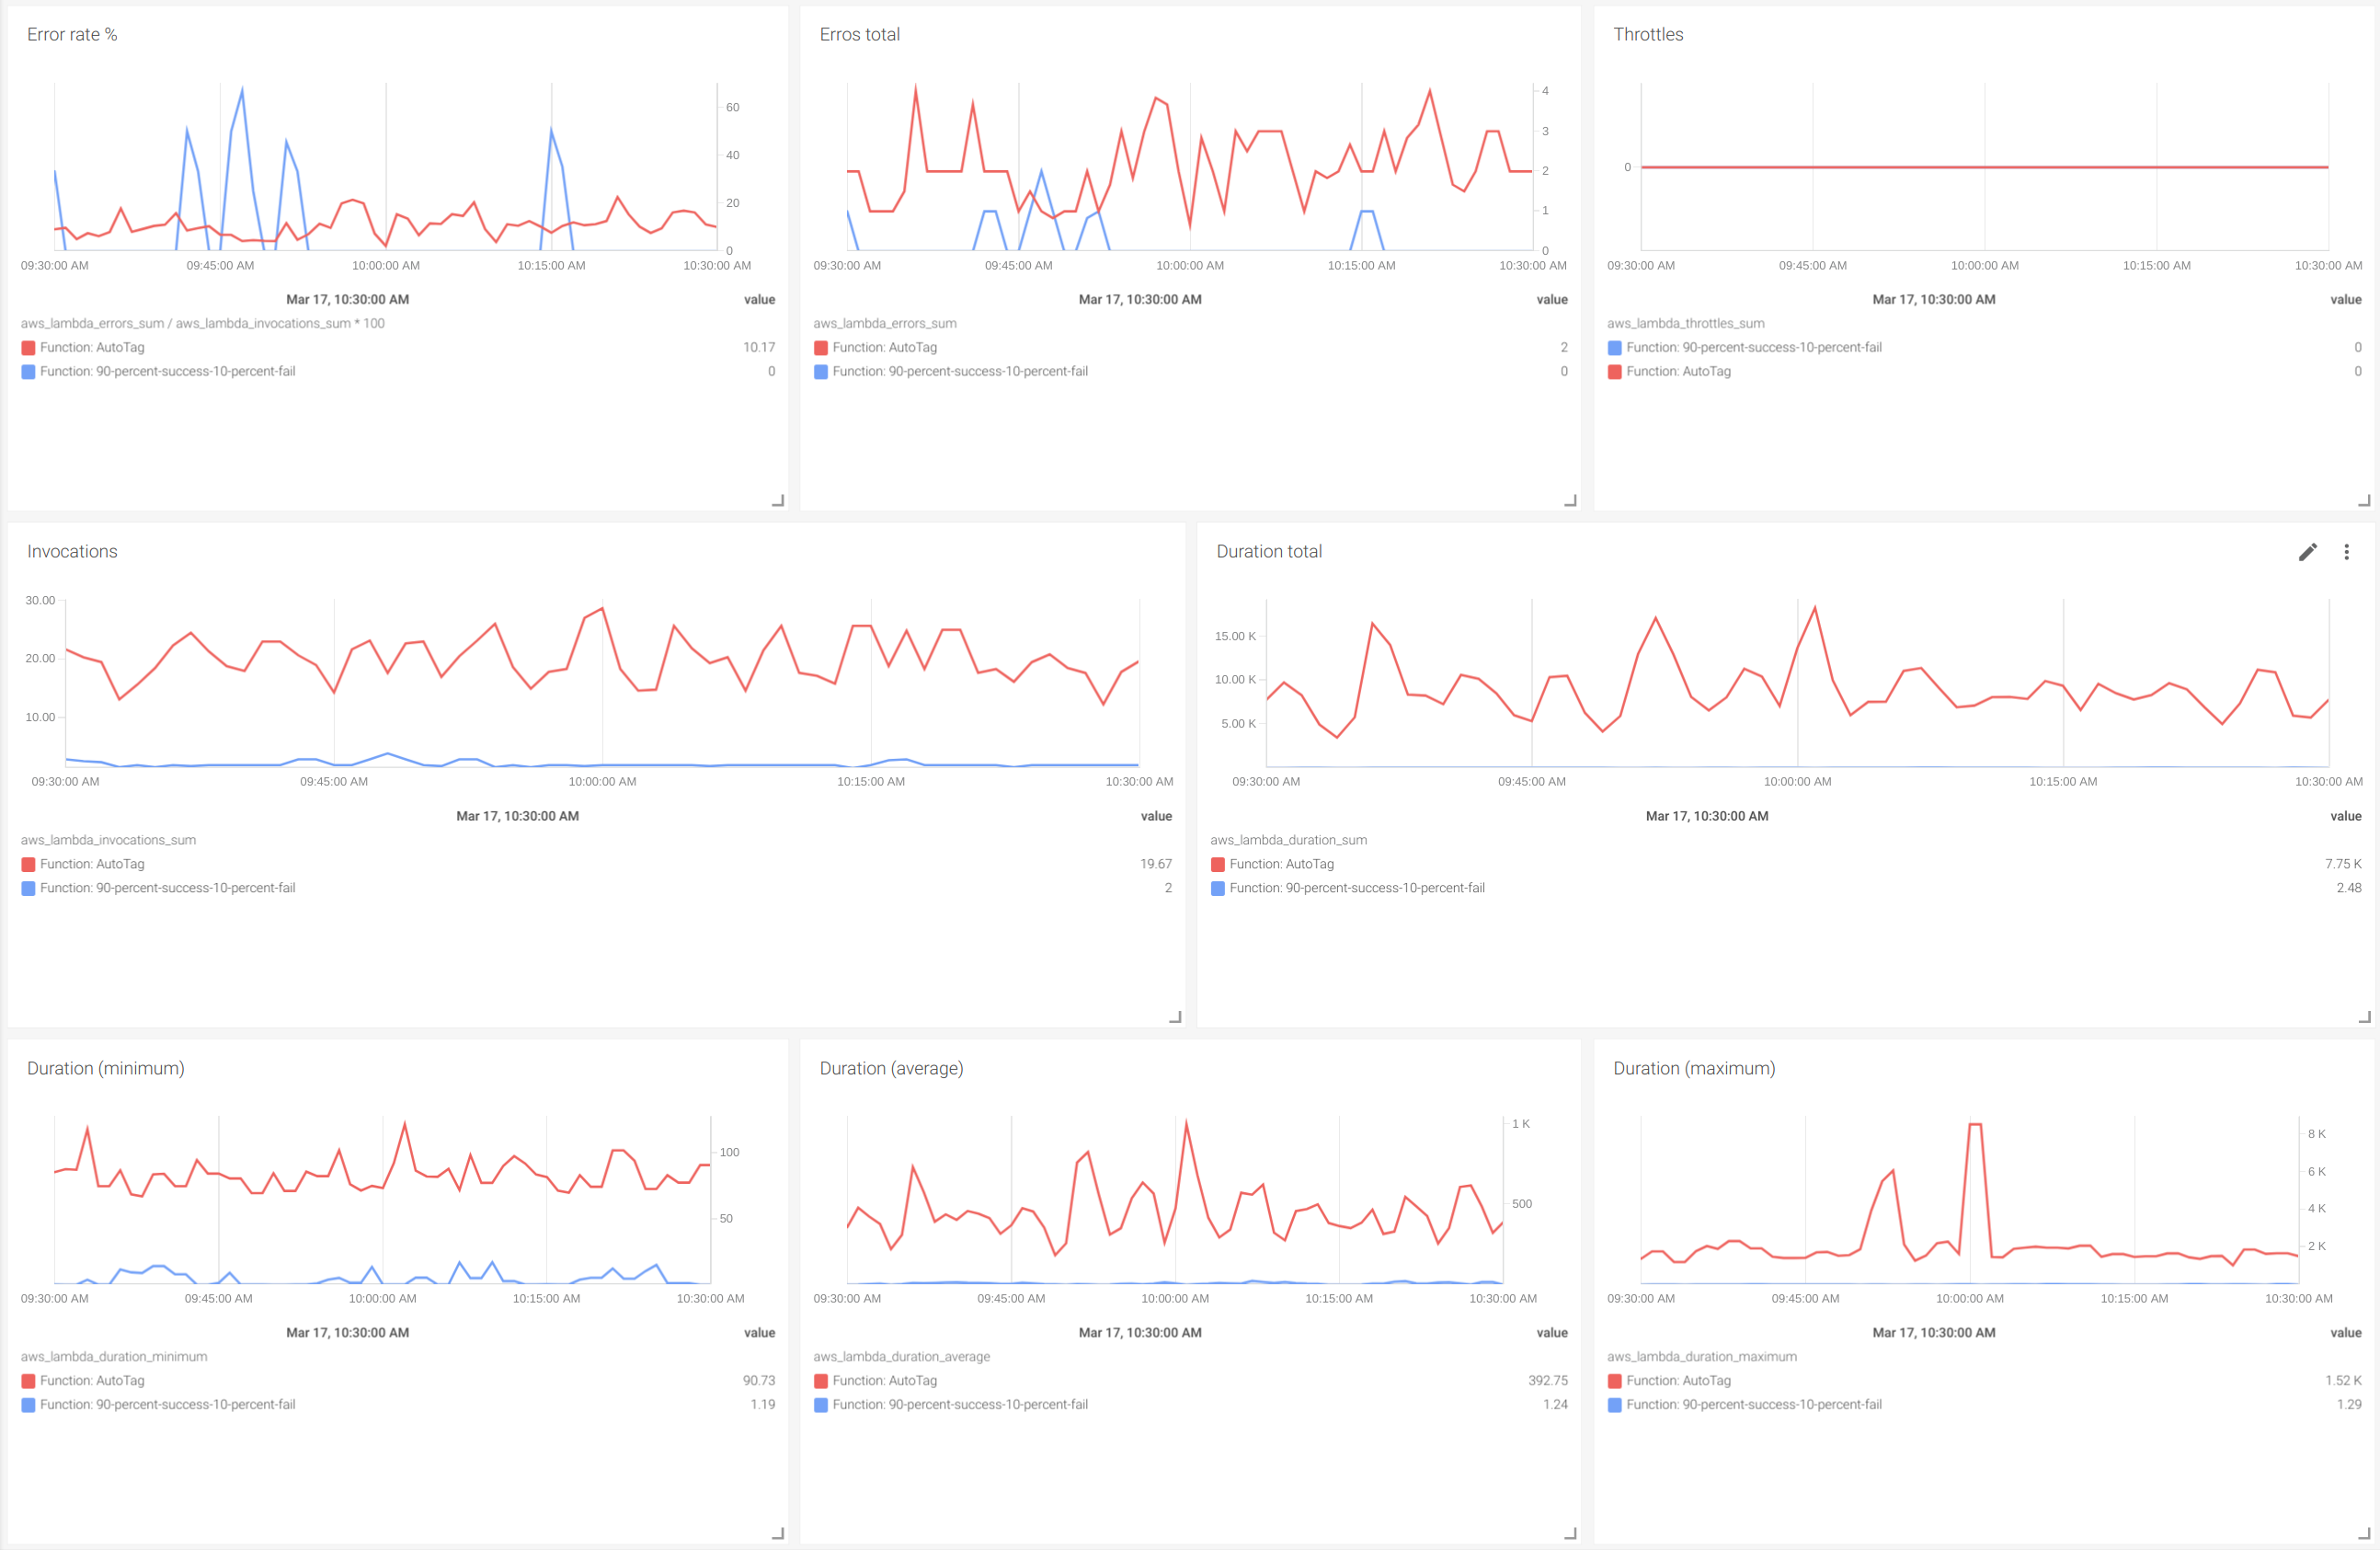 Error rate %
60
40
20
0
09:30:00 AM 09:45:00 AM 10:00:00 AM 10:15:00 AM 10:30:00 AM
Mar 17, 10:30:00 AM value
aws_lambda_errors_sum / aws_lambda_invocations_sum * 100
Function: AutoTag 10.17
Function: 90-percent-success-10-percent-fail 0
Erros total
4
3
2
1
0
09:30:00 AM 09:45:00 AM 10:00:00 AM 10:15:00 AM 10:30:00 AM
Mar 17, 10:30:00 AM value
aws_lambda_errors_sum
Function: AutoTag 2
Function: 90-percent-success-10-percent-fail 0
Throttles
0
09:30:00 AM 09:45:00 AM 10:00:00 AM 10:15:00 AM 10:30:00 AM
Mar 17, 10:30:00 AM value
aws_lambda_throttles_sum
Function: 90-percent-success-10-percent-fail 0
Function: AutoTag 0
Invocations
30.00
20.00
10.00
09:30:00 AM 09:45:00 AM 10:00:00 AM 10:15:00 AM 10:30:00 AM
Mar 17, 10:30:00 AM value
aws_lambda_invocations_sum
Function: AutoTag 19.67
Function: 90-percent-success-10-percent-fail 2
Duration total
15.00 K
10.00 K
5.00 K
09:30:00 AM 09:45:00 AM 10:00:00 AM 10:15:00 AM 10:30:00 AM
Mar 17, 10:30:00 AM value
aws_lambda_duration_sum
Function: AutoTag 7.75 K
Function: 90-percent-success-10-percent-fail 2.48
Duration (minimum)
100
50
09:30:00 AM 09:45:00 AM 10:00:00 AM 10:15:00 AM 10:30:00 AM
Mar 17, 10:30:00 AM value
aws_lambda_duration_minimum
Function: AutoTag 90.73
Function: 90-percent-success-10-percent-fail 1.19
Duration (average)
1 K
500
09:30:00 AM 09:45:00 AM 10:00:00 AM 10:15:00 AM 10:30:00 AM
Mar 17, 10:30:00 AM value
aws_lambda_duration_average
Function: AutoTag 392.75
Function: 90-percent-success-10-percent-fail 1.24
Duration (maximum)
8 K
6 K
4 K
2 K
09:30:00 AM 09:45:00 AM 10:00:00 AM 10:15:00 AM 10:30:00 AM
Mar 17, 10:30:00 AM value
aws_lambda_duration_maximum
Function: AutoTag 1.52 K
Function: 90-percent-success-10-percent-fail 1.29